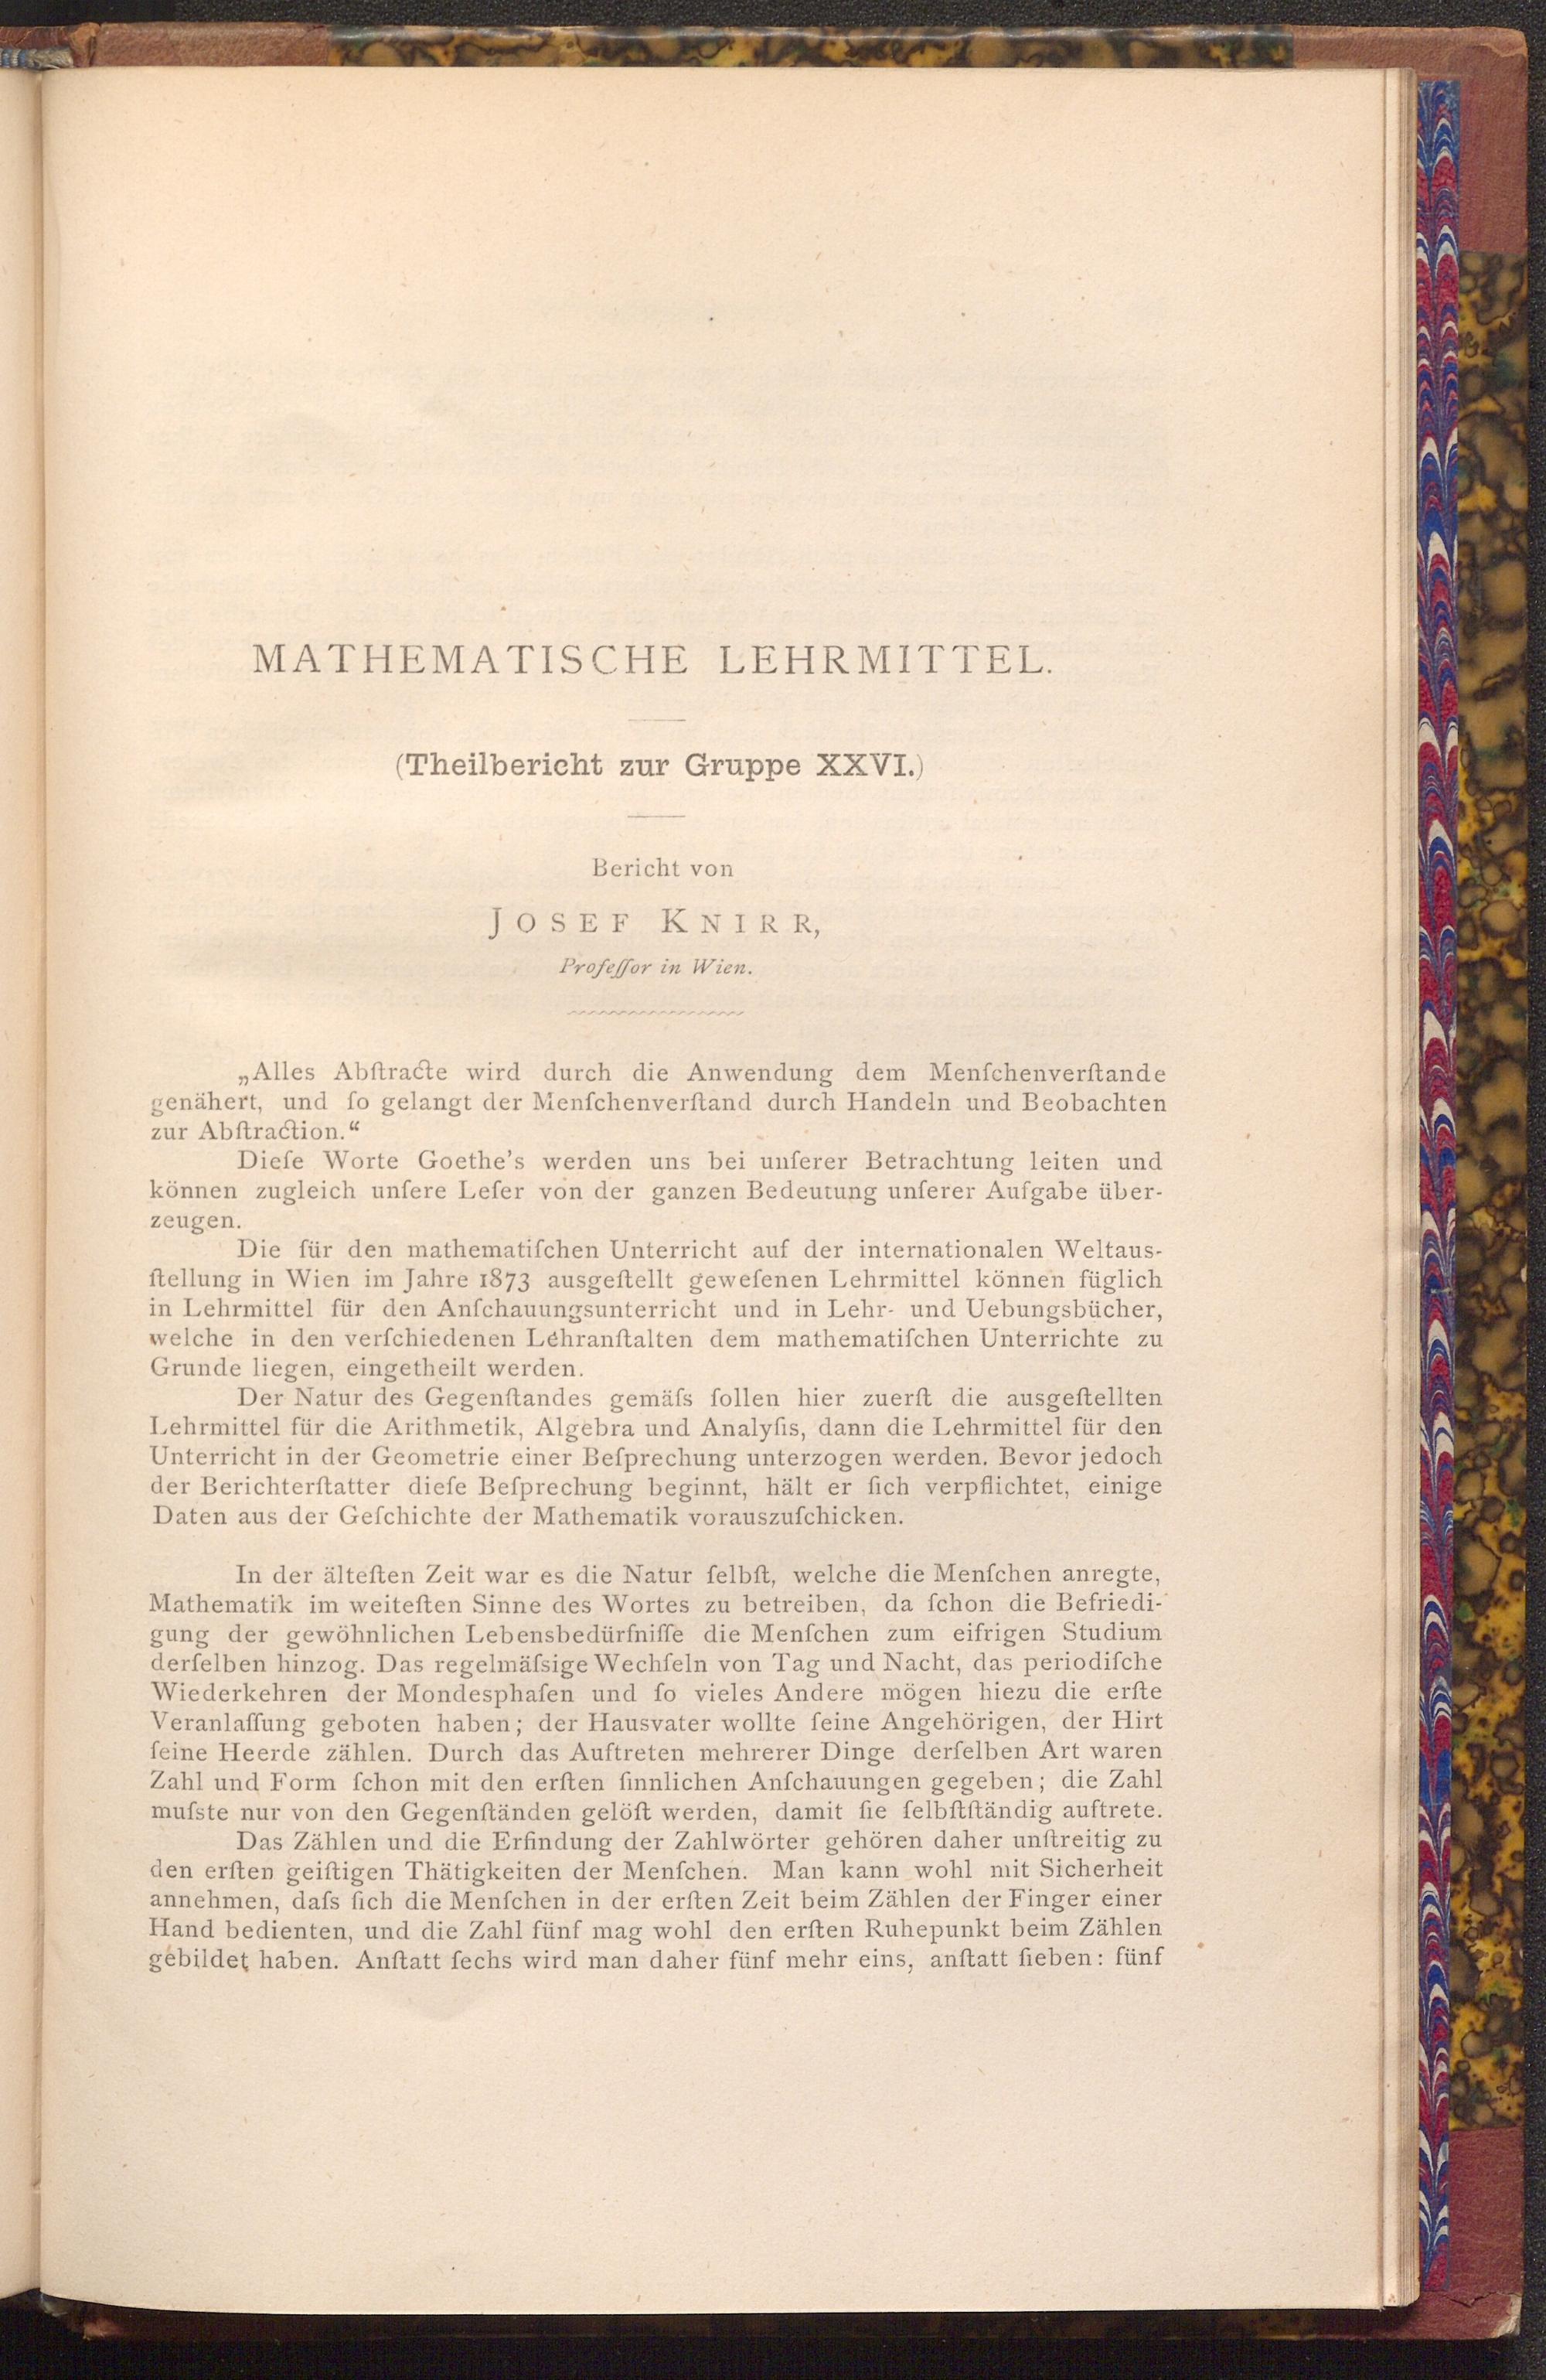 MATHEMATISCHE LEHRMITTEL.
(Theilbericht zur Gruppe XXVI.)
Bericht von
JOSEF KNIRR,
Profeſſor in Wien.
„Alles Abſtracte wird durch die Anwendung dem Menſchenverſtande
genähert, und ſo gelangt der Menſchenverſtand durch Handeln und Beobachten
zur Abſtraction.“
Dieſe Worte Goethe's werden uns bei unſerer Betrachtung leiten und
können zugleich unſere Leſer von der ganzen Bedeutung unſerer Aufgabe über-
zeugen.
Die für den mathematiſchen Unterricht auf der internationalen Weltaus-
ſtellung in Wien im Jahre 1873 ausgeſtellt geweſenen Lehrmittel können füglich
in Lehrmittel für den Anſchauungsunterricht und in Lehr- und Uebungsbücher,
welche in den verſchiedenen Lehranſtalten dem mathematiſchen Unterrichte zu
Grunde liegen, eingetheilt werden.
Der Natur des Gegenſtandes gemäſs ſollen hier zuerſt die ausgeſtellten
Lehrmittel für die Arithmetik, Algebra und Analyſis, dann die Lehrmittel für den
Unterricht in der Geometrie einer Beſprechung unterzogen werden. Bevor jedoch
der Berichterſtatter dieſe Beſprechung beginnt, hält er ſich verpflichtet, einige
Daten aus der Geſchichte der Mathematik vorauszuſchicken.
In der älteſten Zeit war es die Natur ſelbſt, welche die Menſchen anregte,
Mathematik im weiteſten Sinne des Wortes zu betreiben, da ſchon die Befriedi-
gung der gewöhnlichen Lebensbedürfniſſe die Menſchen zum eifrigen Studium
derſelben hinzog. Das regelmäſsige Wechſeln von Tag und Nacht, das periodiſche
Wiederkehren der Mondesphaſen und ſo vieles Andere mögen hiezu die erſte
Veranlaſſung geboten haben; der Hausvater wollte ſeine Angehörigen, der Hirt
ſeine Heerde zählen. Durch das Auftreten mehrerer Dinge derſelben Art waren
Zahl und Form ſchon mit den erſten ſinnlichen Anſchauungen gegeben; die Zahl
muſste nur von den Gegenſtänden gelöſt werden, damit ſie ſelbſtſtändig auftrete.
Das Zählen und die Erfindung der Zahlwörter gehören daher unſtreitig zu
den erſten geiſtigen Thätigkeiten der Menſchen. Man kann wohl mit Sicherheit
annehmen, daſs ſich die Menſchen in der erſten Zeit beim Zählen der Finger einer
Hand bedienten, und die Zahl fünf mag wohl den erſten Ruhepunkt beim Zählen
gebildet haben. Anſtatt ſechs wird man daher fünf mehr eins, anſtatt ſieben: fünf